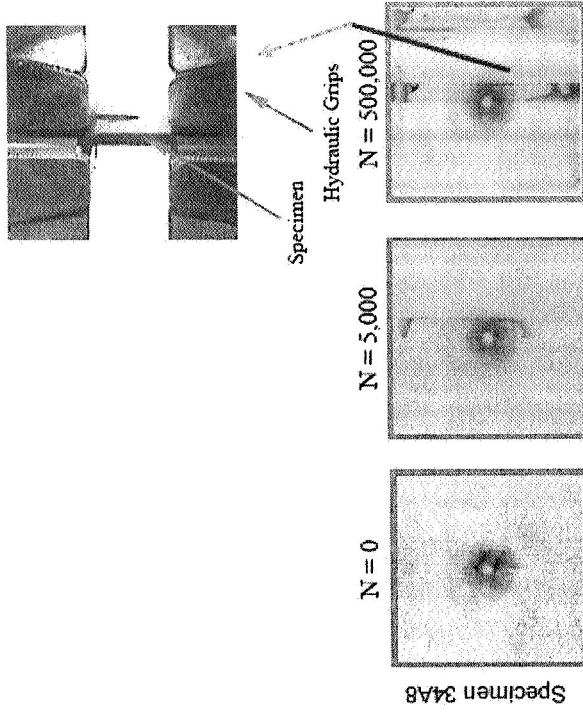 Specimen
Hydraulic Grips
N = 0
N = 5,000
N = 500,000
Specimen 34A8